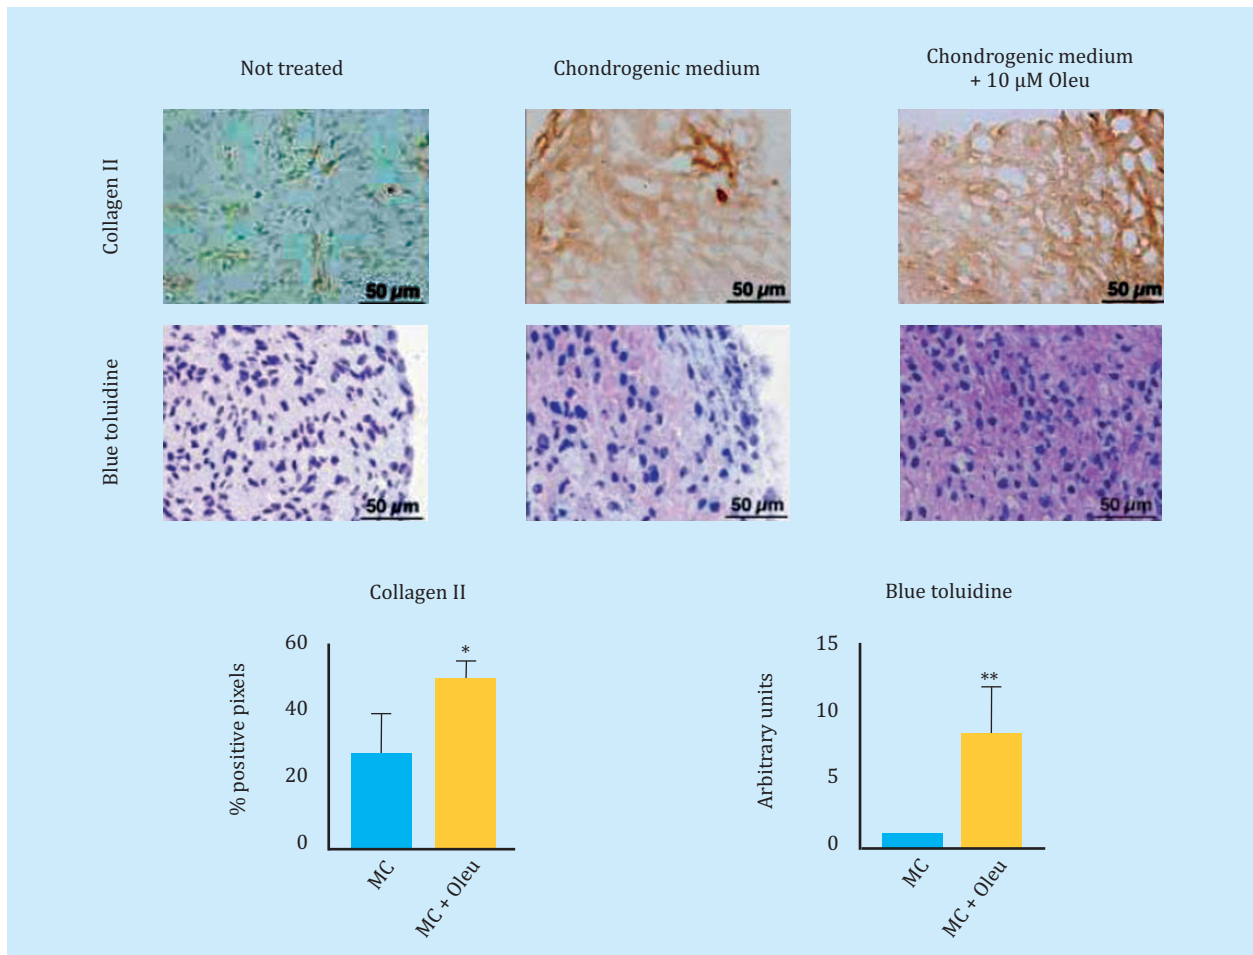 Not treated
Chondrogenic medium
Chondrogenic medium
+ 10 µM Oleu
Collagen II
50 µm
50 µm
50 µm
Blue toluidine
50 µm
50 µm
50 µm
Collagen II
% positive pixels
60
40
20
0
*
MC
MC + Oleu
Blue toluidine
Arbitrary units
15
10
5
0
**
MC
MC + Oleu